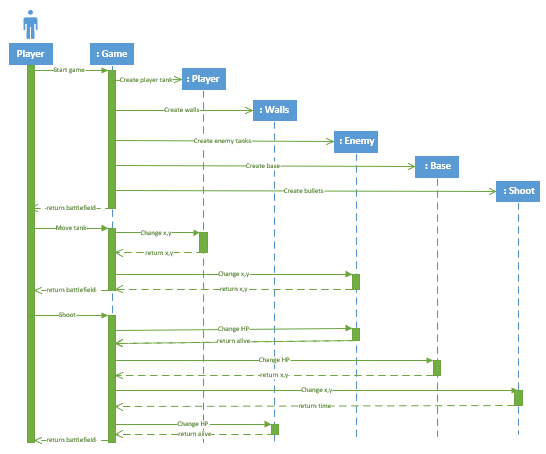 Player
: Game
Start game
Create player tank
: Player
Create walls
: Walls
Create enemy tanks
: Enemy
Create base
: Base
Create bullets
: Shoot
return battlefield
Move tank
Change x,y
return x,y
Change x,y
return x,y
return battlefield
Shoot
Change HP
return alive
Change HP
return x,y
Change x,y
return time
Change HP
return alive
return battlefield